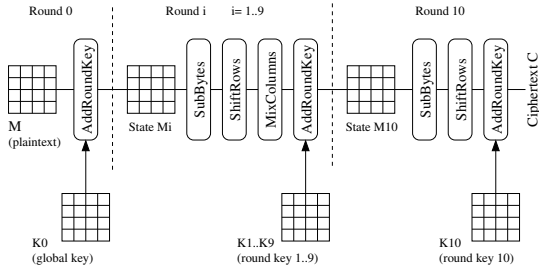 Round 0
Round i i= 1..9
Round 10
AddRoundKey
SubBytes
ShiftRows
MixColumns
AddRoundKey
SubBytes
ShiftRows
AddRoundKey
Ciphertext C
M
(plaintext)
State Mi
State M10
K0
(global key)
K1..K9
(round key 1..9)
K10
(round key 10)